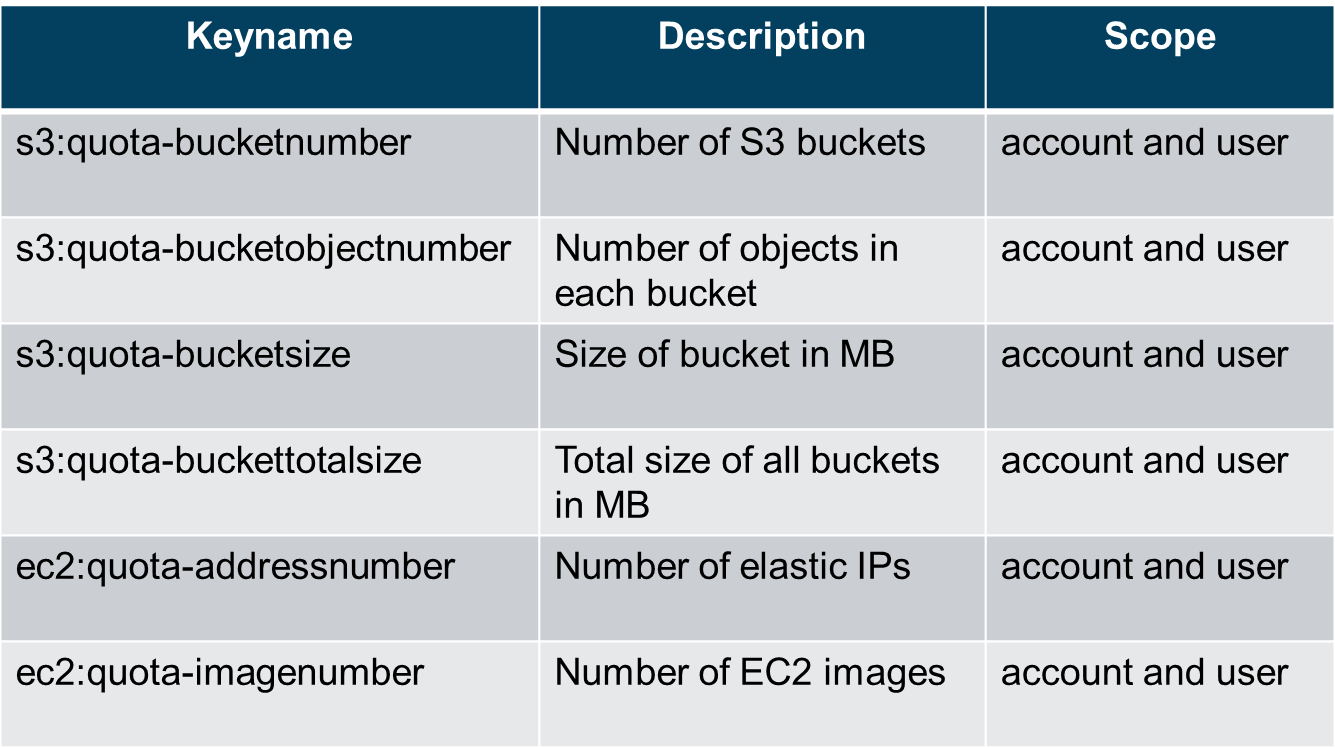 Keyname Description Scope
s3:quota-bucketnumber Number of S3 buckets account and user
s3:quota-bucketobjectnumber Number of objects in account and user
each bucket
s3:quota-bucketsize Size of bucket in MB account and user
s3:quota-buckettotalsize Total size of all buckets account and user
in MB
ec2:quota-addressnumber Number of elastic IPs account and user
ec2:quota-imagenumber Number of EC2 images account and user